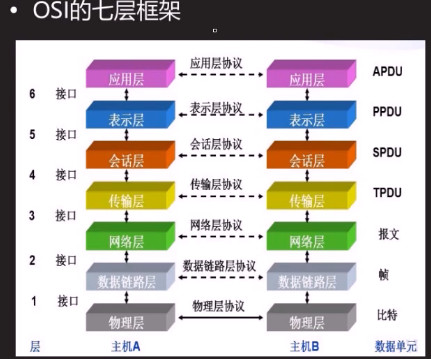 • OSI的七层框架
应用层 应用层协议 应用层 APDU
6 接口
表示层 表示层协议 表示层 PPDU
5 接口
会话层 会话层协议 会话层 SPDU
4 接口
传输层 传输层协议 传输层 TPDU
3 接口
网络层 网络层协议 网络层 报文
2 接口
数据链路层 数据链路层协议 数据链路层 帧
1 接口
物理层 物理层协议 物理层 比特
层 主机A 主机B 数据单元